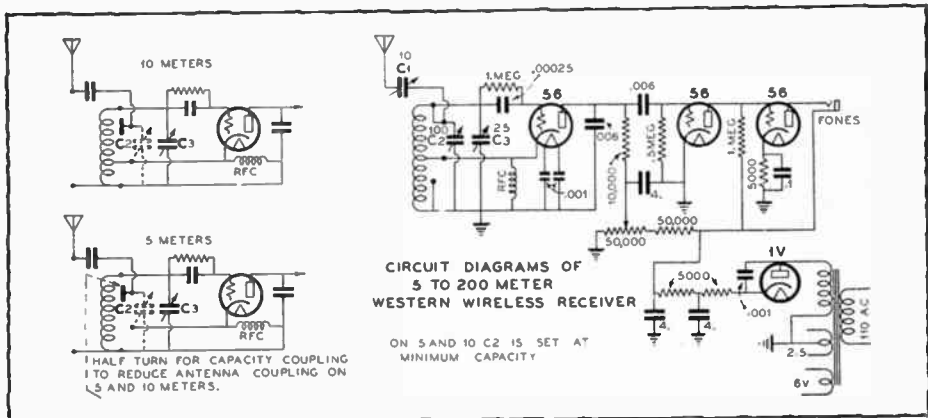 10 METERS
C2
C3
RFC
5 METERS
C2
C3
RFC
HALF TURN FOR CAPACITY COUPLING
TO REDUCE ANTENNA COUPLING ON
5 AND 10 METERS.
10
C1
1.MEG
.00025
56
.006
56
56
FONES
100
C2
25
C3
.006
.5MEG
1.MEG
RFC
.001
10,000
.4
5000
.4
50,000
50,000
CIRCUIT DIAGRAMS OF
5 TO 200 METER
WESTERN WIRELESS RECEIVER
1V
5000
.001
110 AC
4.
4.
ON 5 AND 10 C2 IS SET AT
MINIMUM CAPACITY
2.5
6V